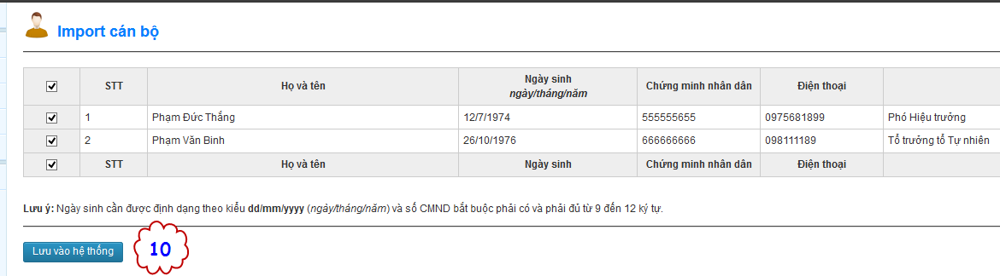 Import cán bộ
STT Họ và tên Ngày sinh ngày/tháng/năm Chứng minh nhân dân Điện thoại
1 Phạm Đức Thắng 12/7/1974 555555655 0975681899 Phó Hiệu trưởng
2 Phạm Văn Binh 26/10/1976 666666666 098111189 Tổ trưởng tổ Tự nhiên
STT Họ và tên Ngày sinh Chứng minh nhân dân Điện thoại
Lưu ý: Ngày sinh cần được định dạng theo kiểu dd/mm/yyyy (ngày/tháng/năm) và số CMND bắt buộc phải có và phải đủ từ 9 đến 12 ký tự.
Lưu vào hệ thống 10